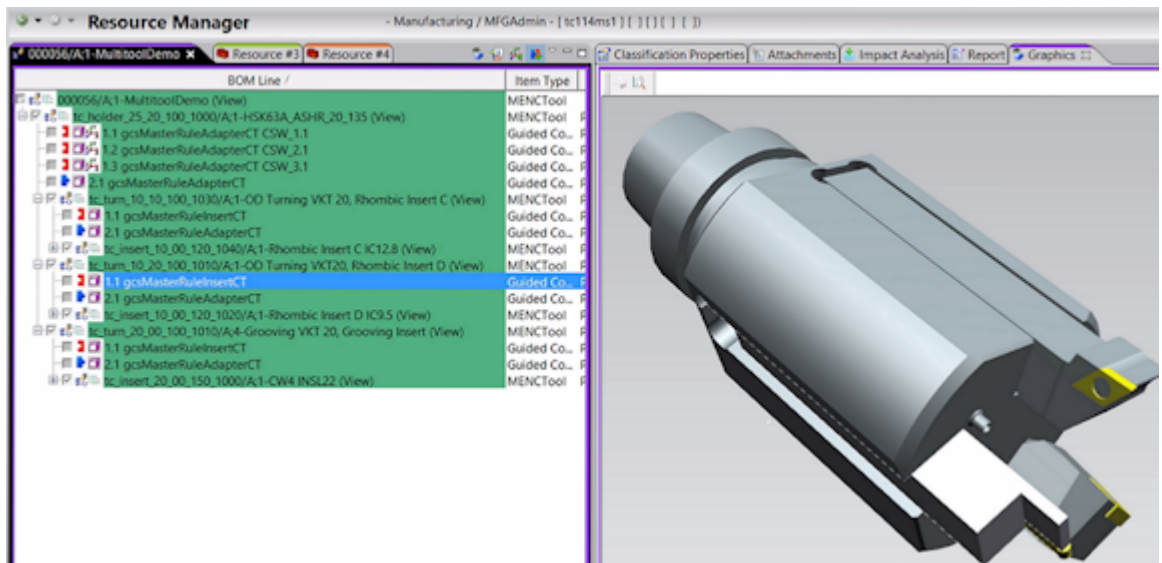 Resource Manager
- Manufacturing / MFGAdmin - [ tc114ms1 ] [ ] [ ] [ ] [ ])
000056/A;1-MultitoolDemo
Resource #3
Resource #4
Classification Properties
Attachments
Impact Analysis
Report
Graphics
BOM Line
Item Type
000056/A;1-MultitoolDemo (View) MENCTool
tc_holder_25_20_100_1000/A;1-HSK63A_ASHR_20_135 (View) MENCTool
1.1 gcsMasterRuleAdapterCT CSW_1.1 Guided Co...
1.2 gcsMasterRuleAdapterCT CSW_2.1 Guided Co...
1.3 gcsMasterRuleAdapterCT CSW_3.1 Guided Co...
2.1 gcsMasterRuleAdapterCT Guided Co...
tc_turn_10_10_100_1030/A;1-OD Turning VKT 20, Rhombic Insert C (View) MENCTool
1.1 gcsMasterRuleInsertCT Guided Co...
2.1 gcsMasterRuleAdapterCT Guided Co...
tc_insert_10_00_120_1040/A;1-Rhombic Insert C IC12.8 (View) MENCTool
tc_turn_10_20_100_1010/A;1-OD Turning VKT20, Rhombic Insert D (View) MENCTool
1.1 gcsMasterRuleInsertCT Guided Co...
2.1 gcsMasterRuleAdapterCT Guided Co...
tc_insert_10_00_120_1020/A;1-Rhombic Insert D IC9.5 (View) MENCTool
tc_turn_20_00_100_1010/A;4-Grooving VKT 20, Grooving Insert (View) MENCTool
1.1 gcsMasterRuleInsertCT Guided Co...
2.1 gcsMasterRuleAdapterCT Guided Co...
tc_insert_20_00_150_1000/A;1-CW4 INSL22 (View) MENCTool